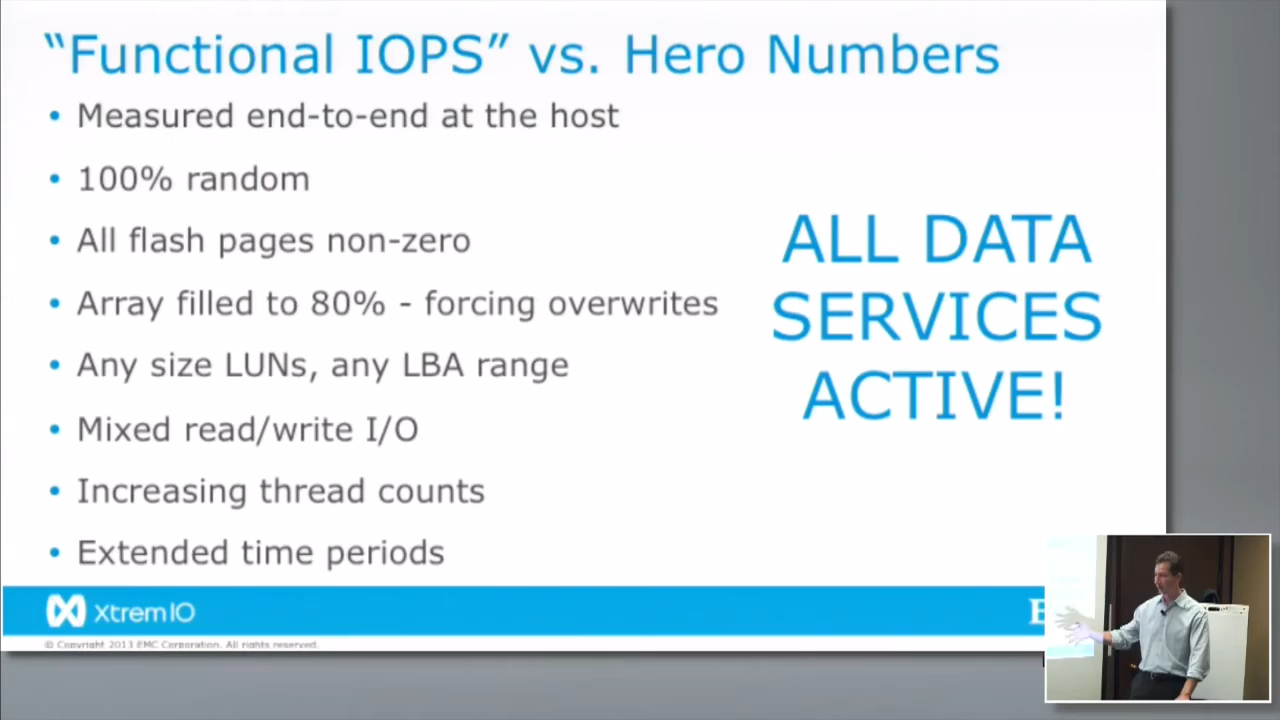 “Functional IOPS” vs. Hero Numbers
• Measured end-to-end at the host
• 100% random
• All flash pages non-zero
• Array filled to 80% - forcing overwrites
• Any size LUNs, any LBA range
• Mixed read/write I/O
• Increasing thread counts
• Extended time periods
ALL DATA
SERVICES
ACTIVE!
XtremIO
© Copyright 2013 EMC Corporation. All rights reserved.